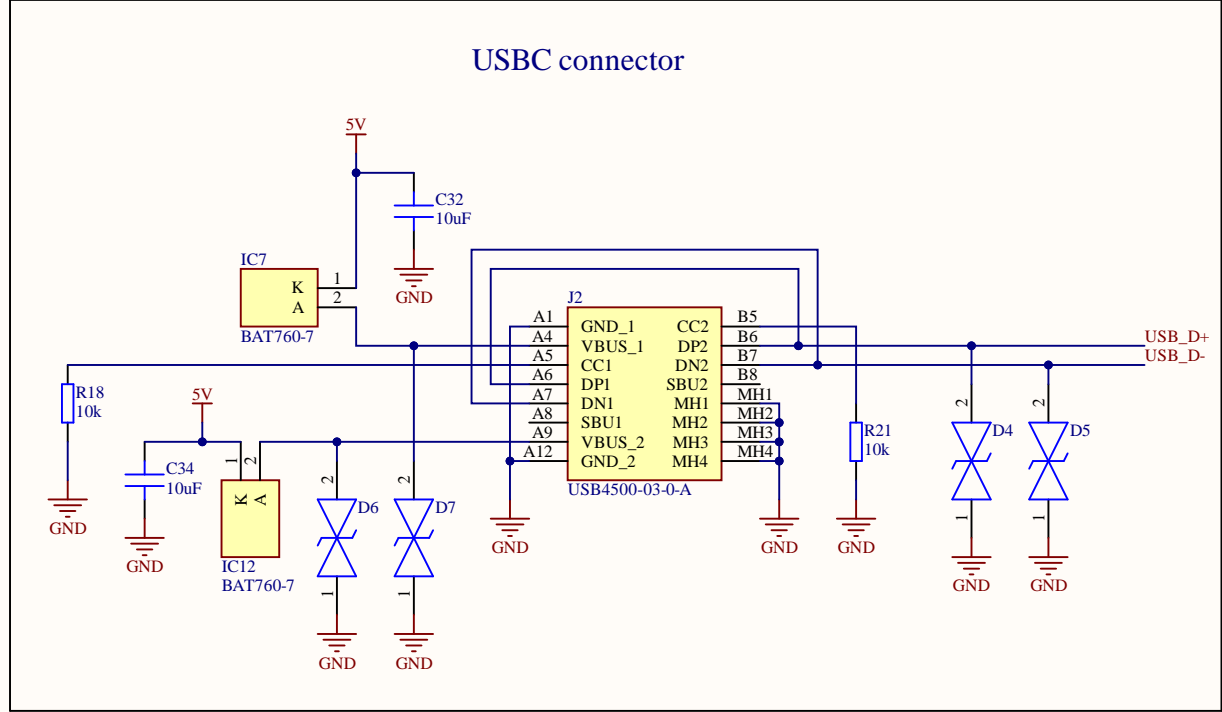 USBC connector
5V
C32
10uF
GND
IC7
K
1
A
2
BAT760-7
J2
A1
GND_1
CC2
B5
A4
VBUS_1
DP2
B6
USB_D+
A5
CC1
DN2
B7
USB_D-
A6
DP1
SBU2
B8
A7
DN1
MH1
MH1
A8
SBU1
MH2
MH2
A9
VBUS_2
MH3
MH3
A12
GND_2
MH4
MH4
USB4500-03-0-A
GND
GND
R18
10k
GND
5V
C34
10uF
GND
1
2
K
A
IC12
BAT760-7
2
D6
1
GND
2
D7
1
GND
R21
10k
GND
2
D4
1
GND
2
D5
1
GND